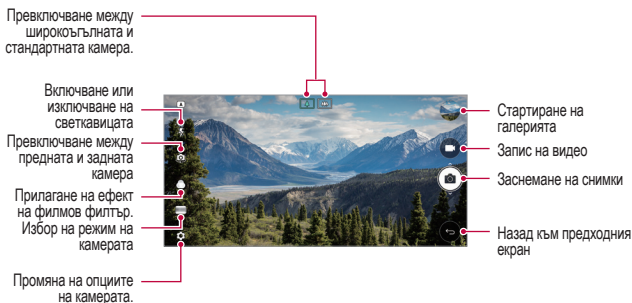 Превключване между
широкоъгълната и
стандартната камера.
Включване или
изключване на
светкавицата
Превключване между
предната и задната
камера
Прилагане на ефект
на филмов филтър.
Избор на режим на
камерата
Промяна на опциите
на камерата.
Стартиране на
галерията
Запис на видео
Заснемане на снимки
Назад към предходния
екран